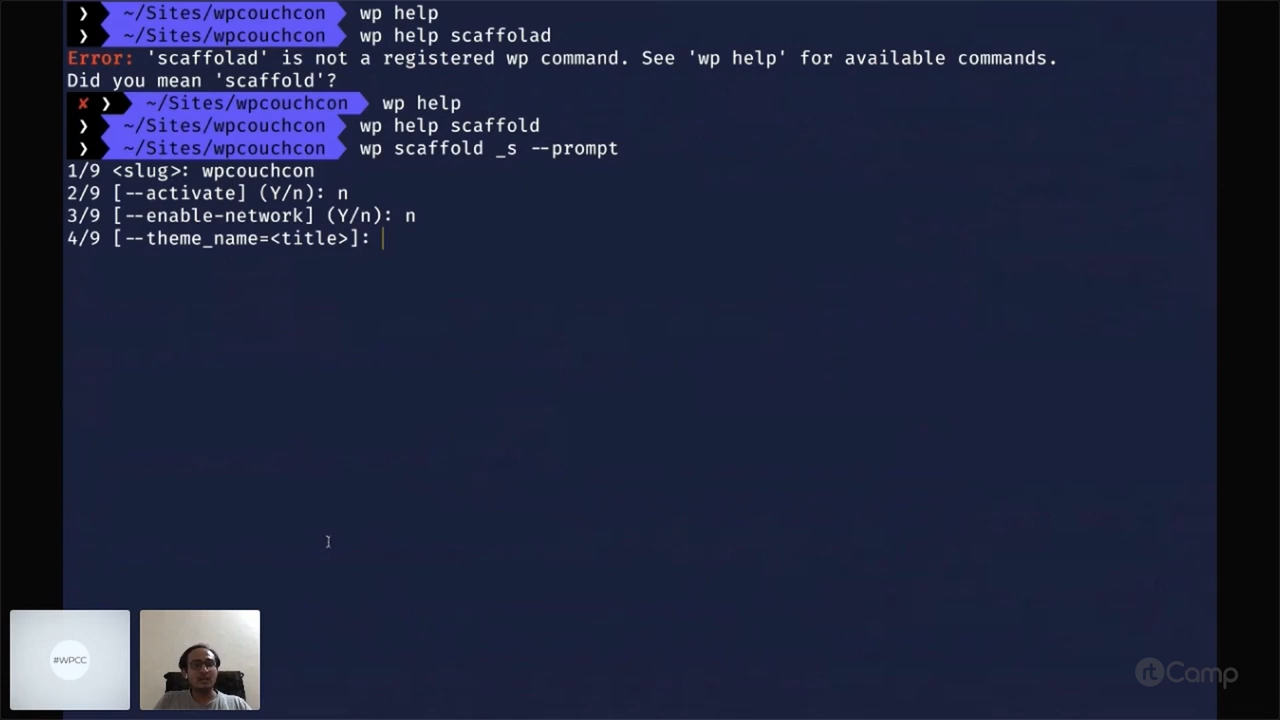 ❯ ~/Sites/wpcouchcon wp help
❯ ~/Sites/wpcouchcon wp help scaffolad
Error: 'scaffolad' is not a registered wp command. See 'wp help' for available commands.
Did you mean 'scaffold'?
✘ ❯ ~/Sites/wpcouchcon wp help
❯ ~/Sites/wpcouchcon wp help scaffold
❯ ~/Sites/wpcouchcon wp scaffold _s --prompt
1/9 <slug>: wpcouchcon
2/9 [--activate] (Y/n): n
3/9 [--enable-network] (Y/n): n
4/9 [--theme_name=<title>]:
#WPCC
rtCamp